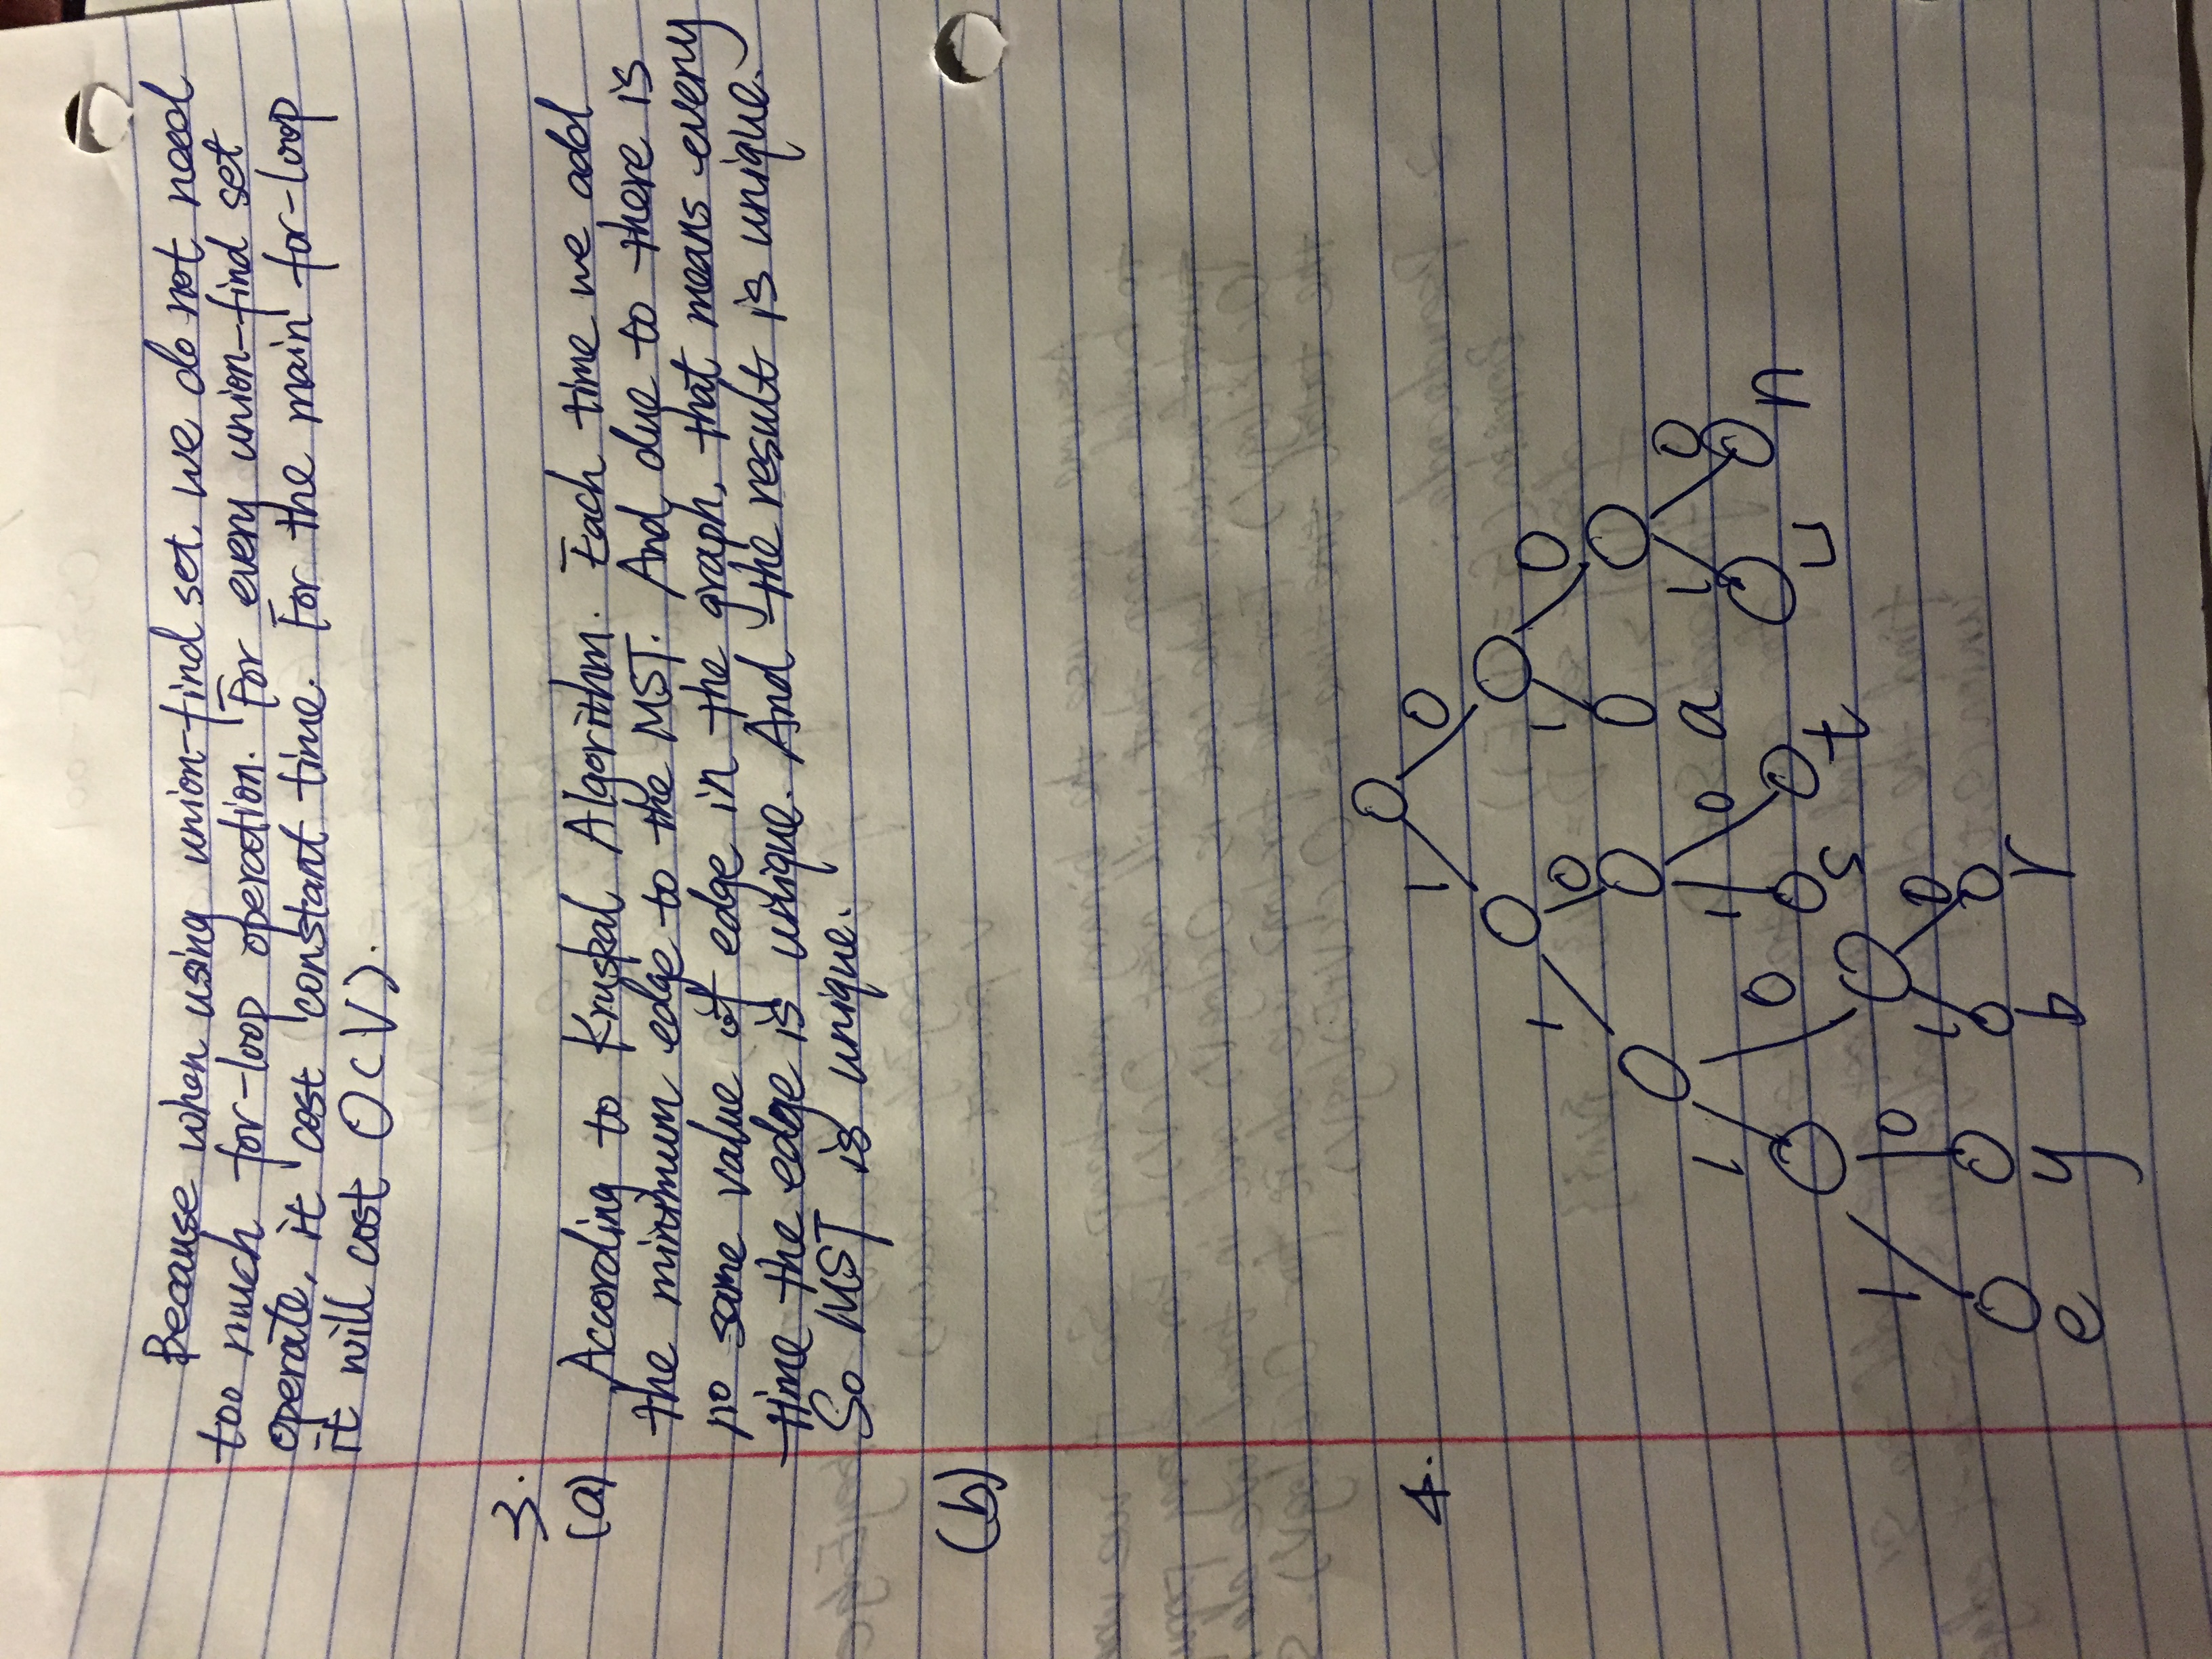 Because when using union-find set. we do not need
too much for-loop operation. For every union-find set
operate, it cost constant time. For the main for-loop
it will cost O(V).
3.
(a) According to Kruskal Algorithm. Each time we add
the minimum edge to the MST. And due to there is
no same value of edge in the graph, that means every
time the edge is unique. And the result is unique.
So MST is unique.
(b)
4.
1 0
1 0 1 0
a
1 0 1 0 1 0
s t u n
1 0 1 0
e y b r